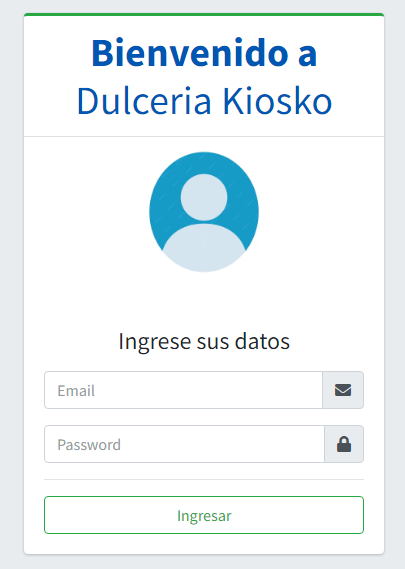 Bienvenido a
Dulceria Kiosko
Ingrese sus datos
Email
Password
Ingresar